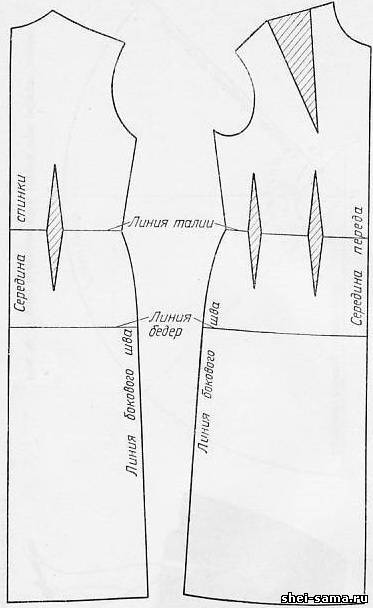 Середина спинки
Линия талии
Линия
бедер
Линия бокового шва
Линия бокового шва
Середина переда
shei-sama.ru